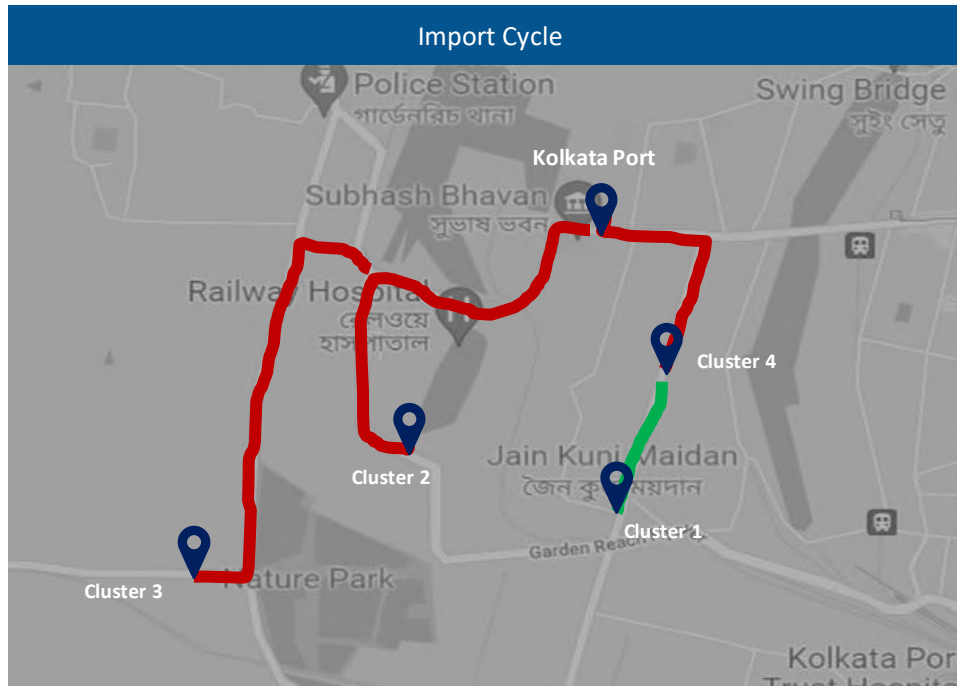 Import Cycle
Police Station
গার্ডেনরিচ থানা
Swing Bridge
সুইং সেতু
Kolkata Port
Subhash Bhavan
সুভাষ ভবন
Railway Hospital
রেলওয়ে
হাসপাতাল
Cluster 4
Cluster 2
Jain Kunj Maidan
জৈন কুঞ্জ ময়দান
Cluster 1
Garden Reach
Cluster 3
Nature Park
Kolkata Por
Trust Hospital